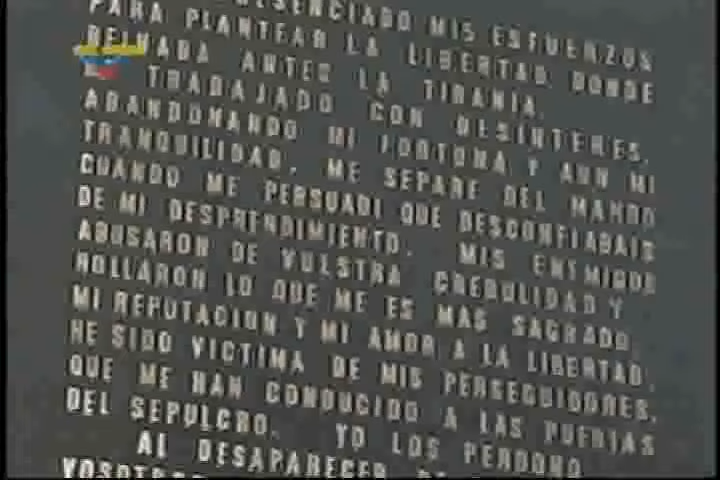 MIS ESFUERZOS
PARA PLANTEAR LA LIBERTAD DONDE
REINABA ANTES LA TIRANIA.
TRABAJADO CON DESINTERES,
ABANDONANDO MI FORTUNA Y AUN MI
TRANQUILIDAD. ME SEPARE DEL MANDO
CUANDO ME PERSUADI QUE DESCONFIABAIS
DE MI DESPRENDIMIENTO. MIS ENEMIGOS
ABUSARON DE VUESTRA CREDULIDAD Y
HOLLARON LO QUE ME ES MAS SAGRADO,
MI REPUTACION Y MI AMOR A LA LIBERTAD.
HE SIDO VICTIMA DE MIS PERSEGUIDORES,
QUE ME HAN CONDUCIDO A LAS PUERTAS
DEL SEPULCRO. YO LOS PERDONO.
AL DESAPARECER